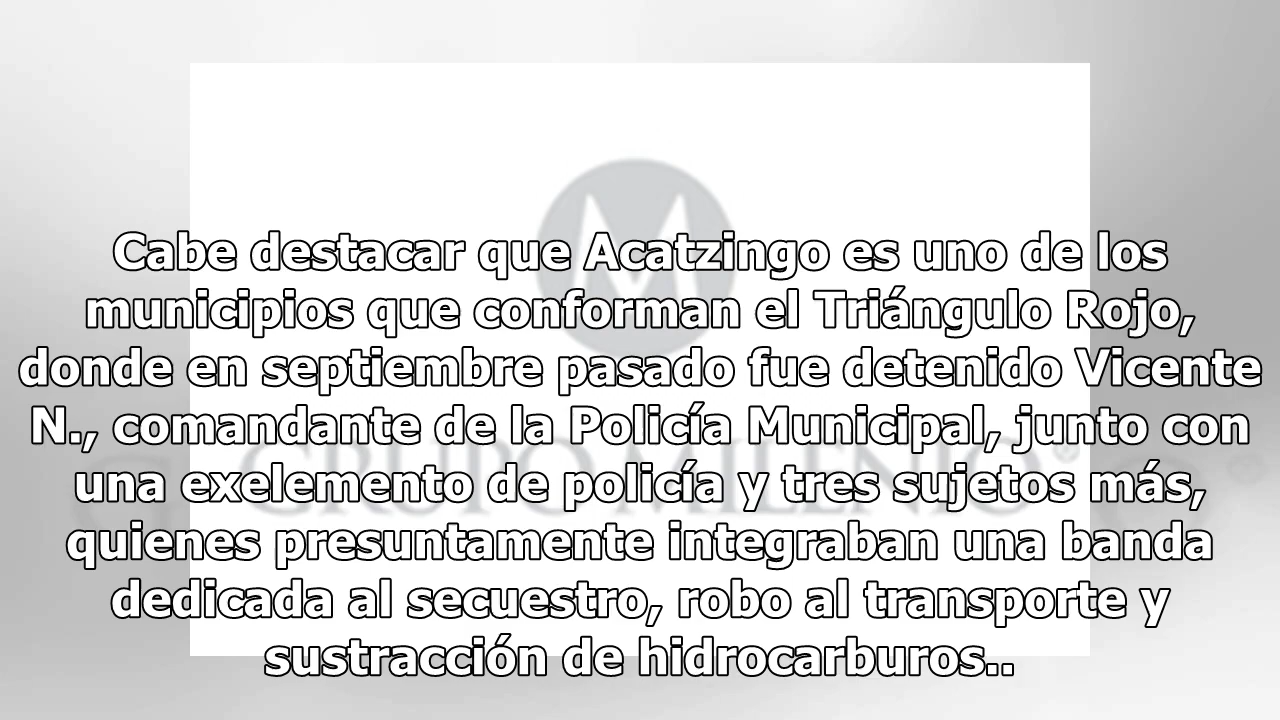 Cabe destacar que Acatzingo es uno de los
municipios que conforman el Triángulo Rojo,
donde en septiembre pasado fue detenido Vicente
N., comandante de la Policía Municipal, junto con
una exelemento de policía y tres sujetos más,
quienes presuntamente integraban una banda
dedicada al secuestro, robo al transporte y
sustracción de hidrocarburos..
M
GRUPO MILENIO®